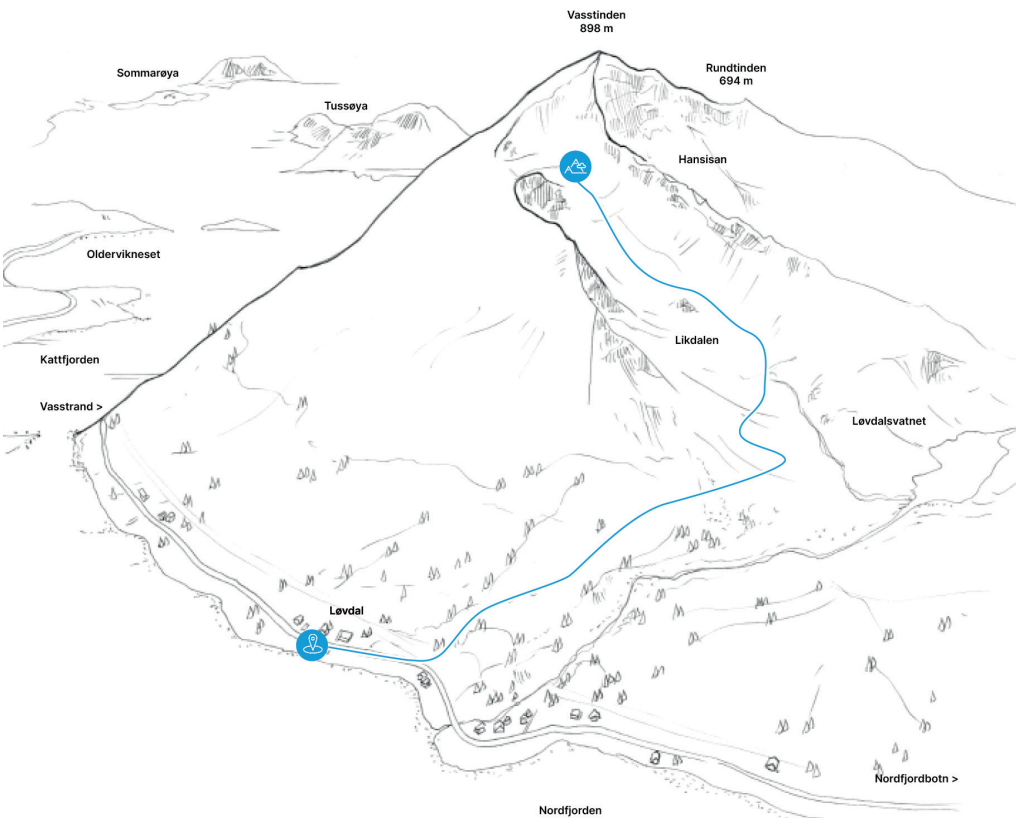 Vasstinden
898 m
Rundtinden
694 m
Sommarøya
Tussøya
Hansisan
Oldervikneset
Likdalen
Kattfjorden
Vasstrand >
Løvdalsvatnet
Løvdal
Nordfjordbotn >
Nordfjorden